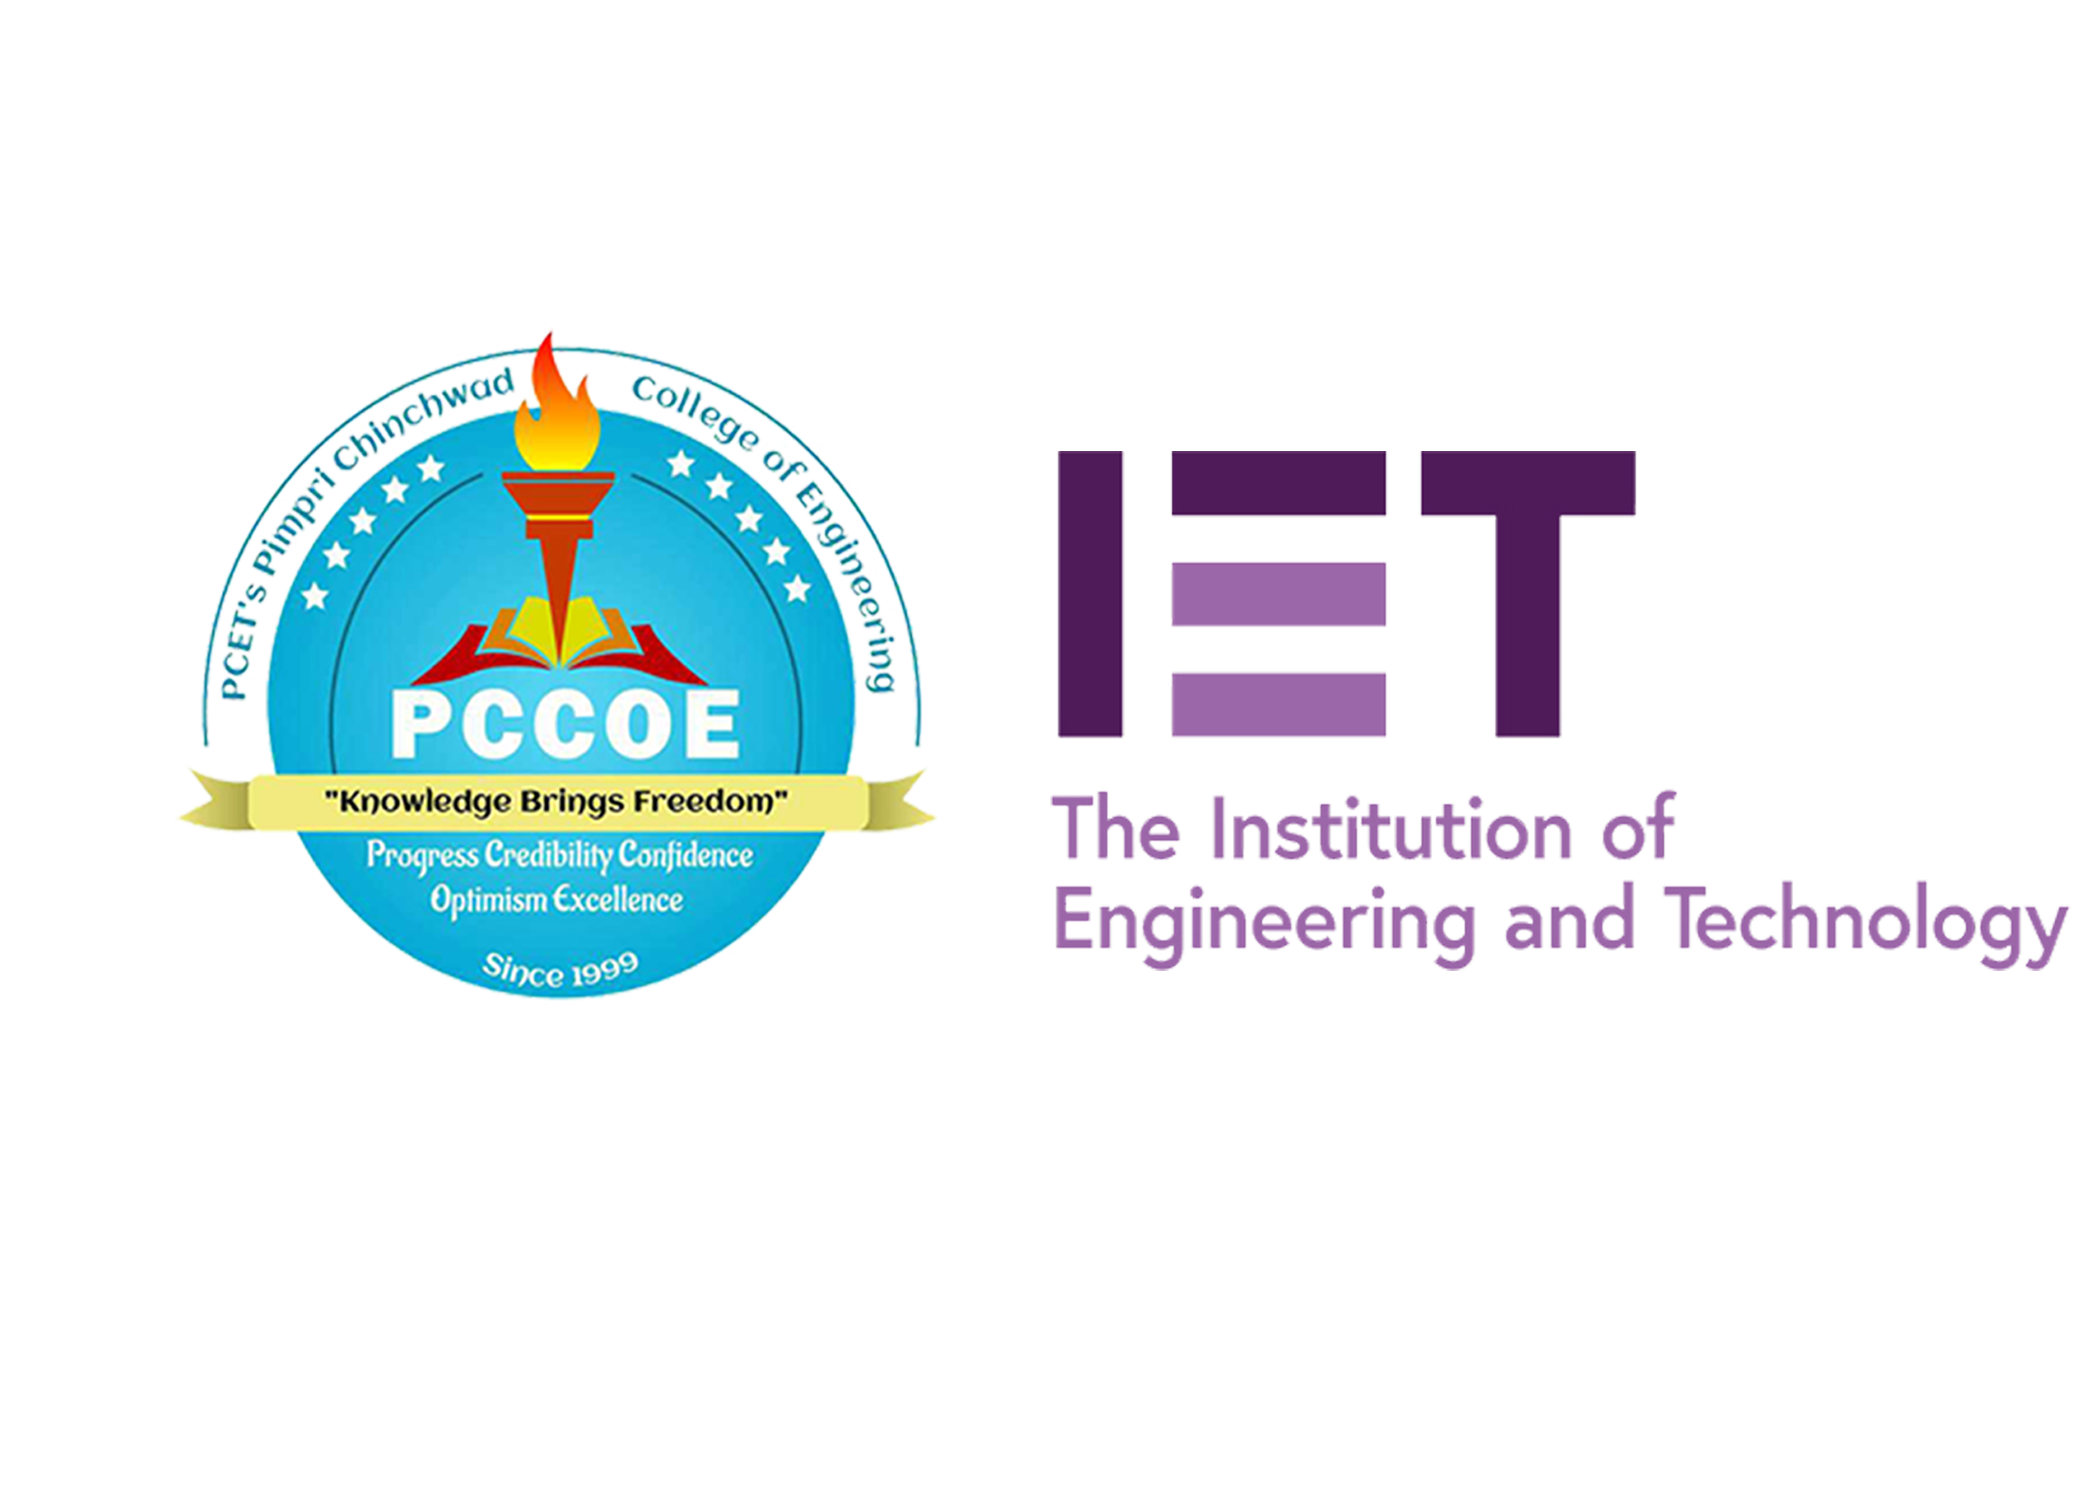 PCET's Pimpri Chinchwad College of Engineering
PCCOE
"Knowledge Brings Freedom"
Progress Credibility Confidence
Optimism Excellence
Since 1999
IET
The Institution of
Engineering and Technology